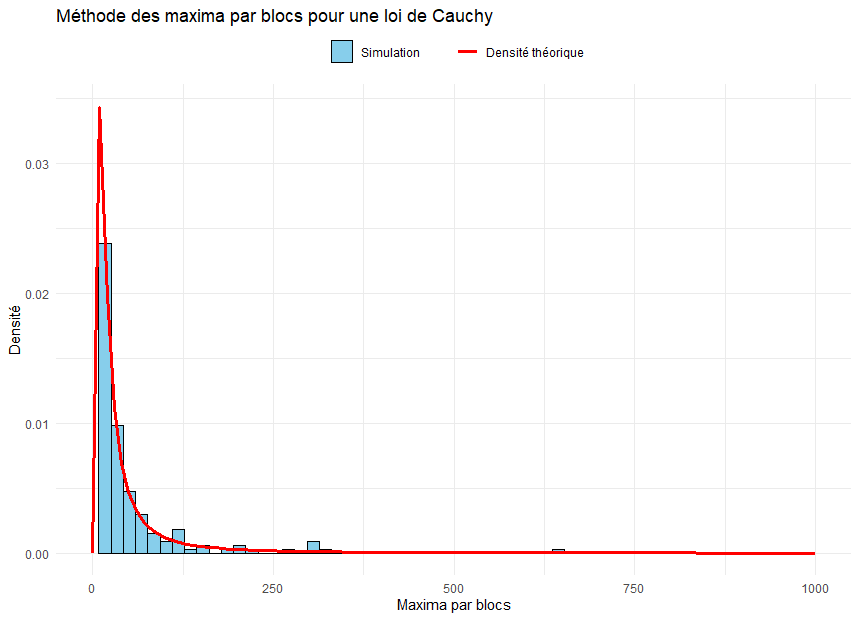 Méthode des maxima par blocs pour une loi de Cauchy
Simulation
Densité théorique
Densité
0.03
0.02
0.01
0.00
0
250
500
750
1000
Maxima par blocs